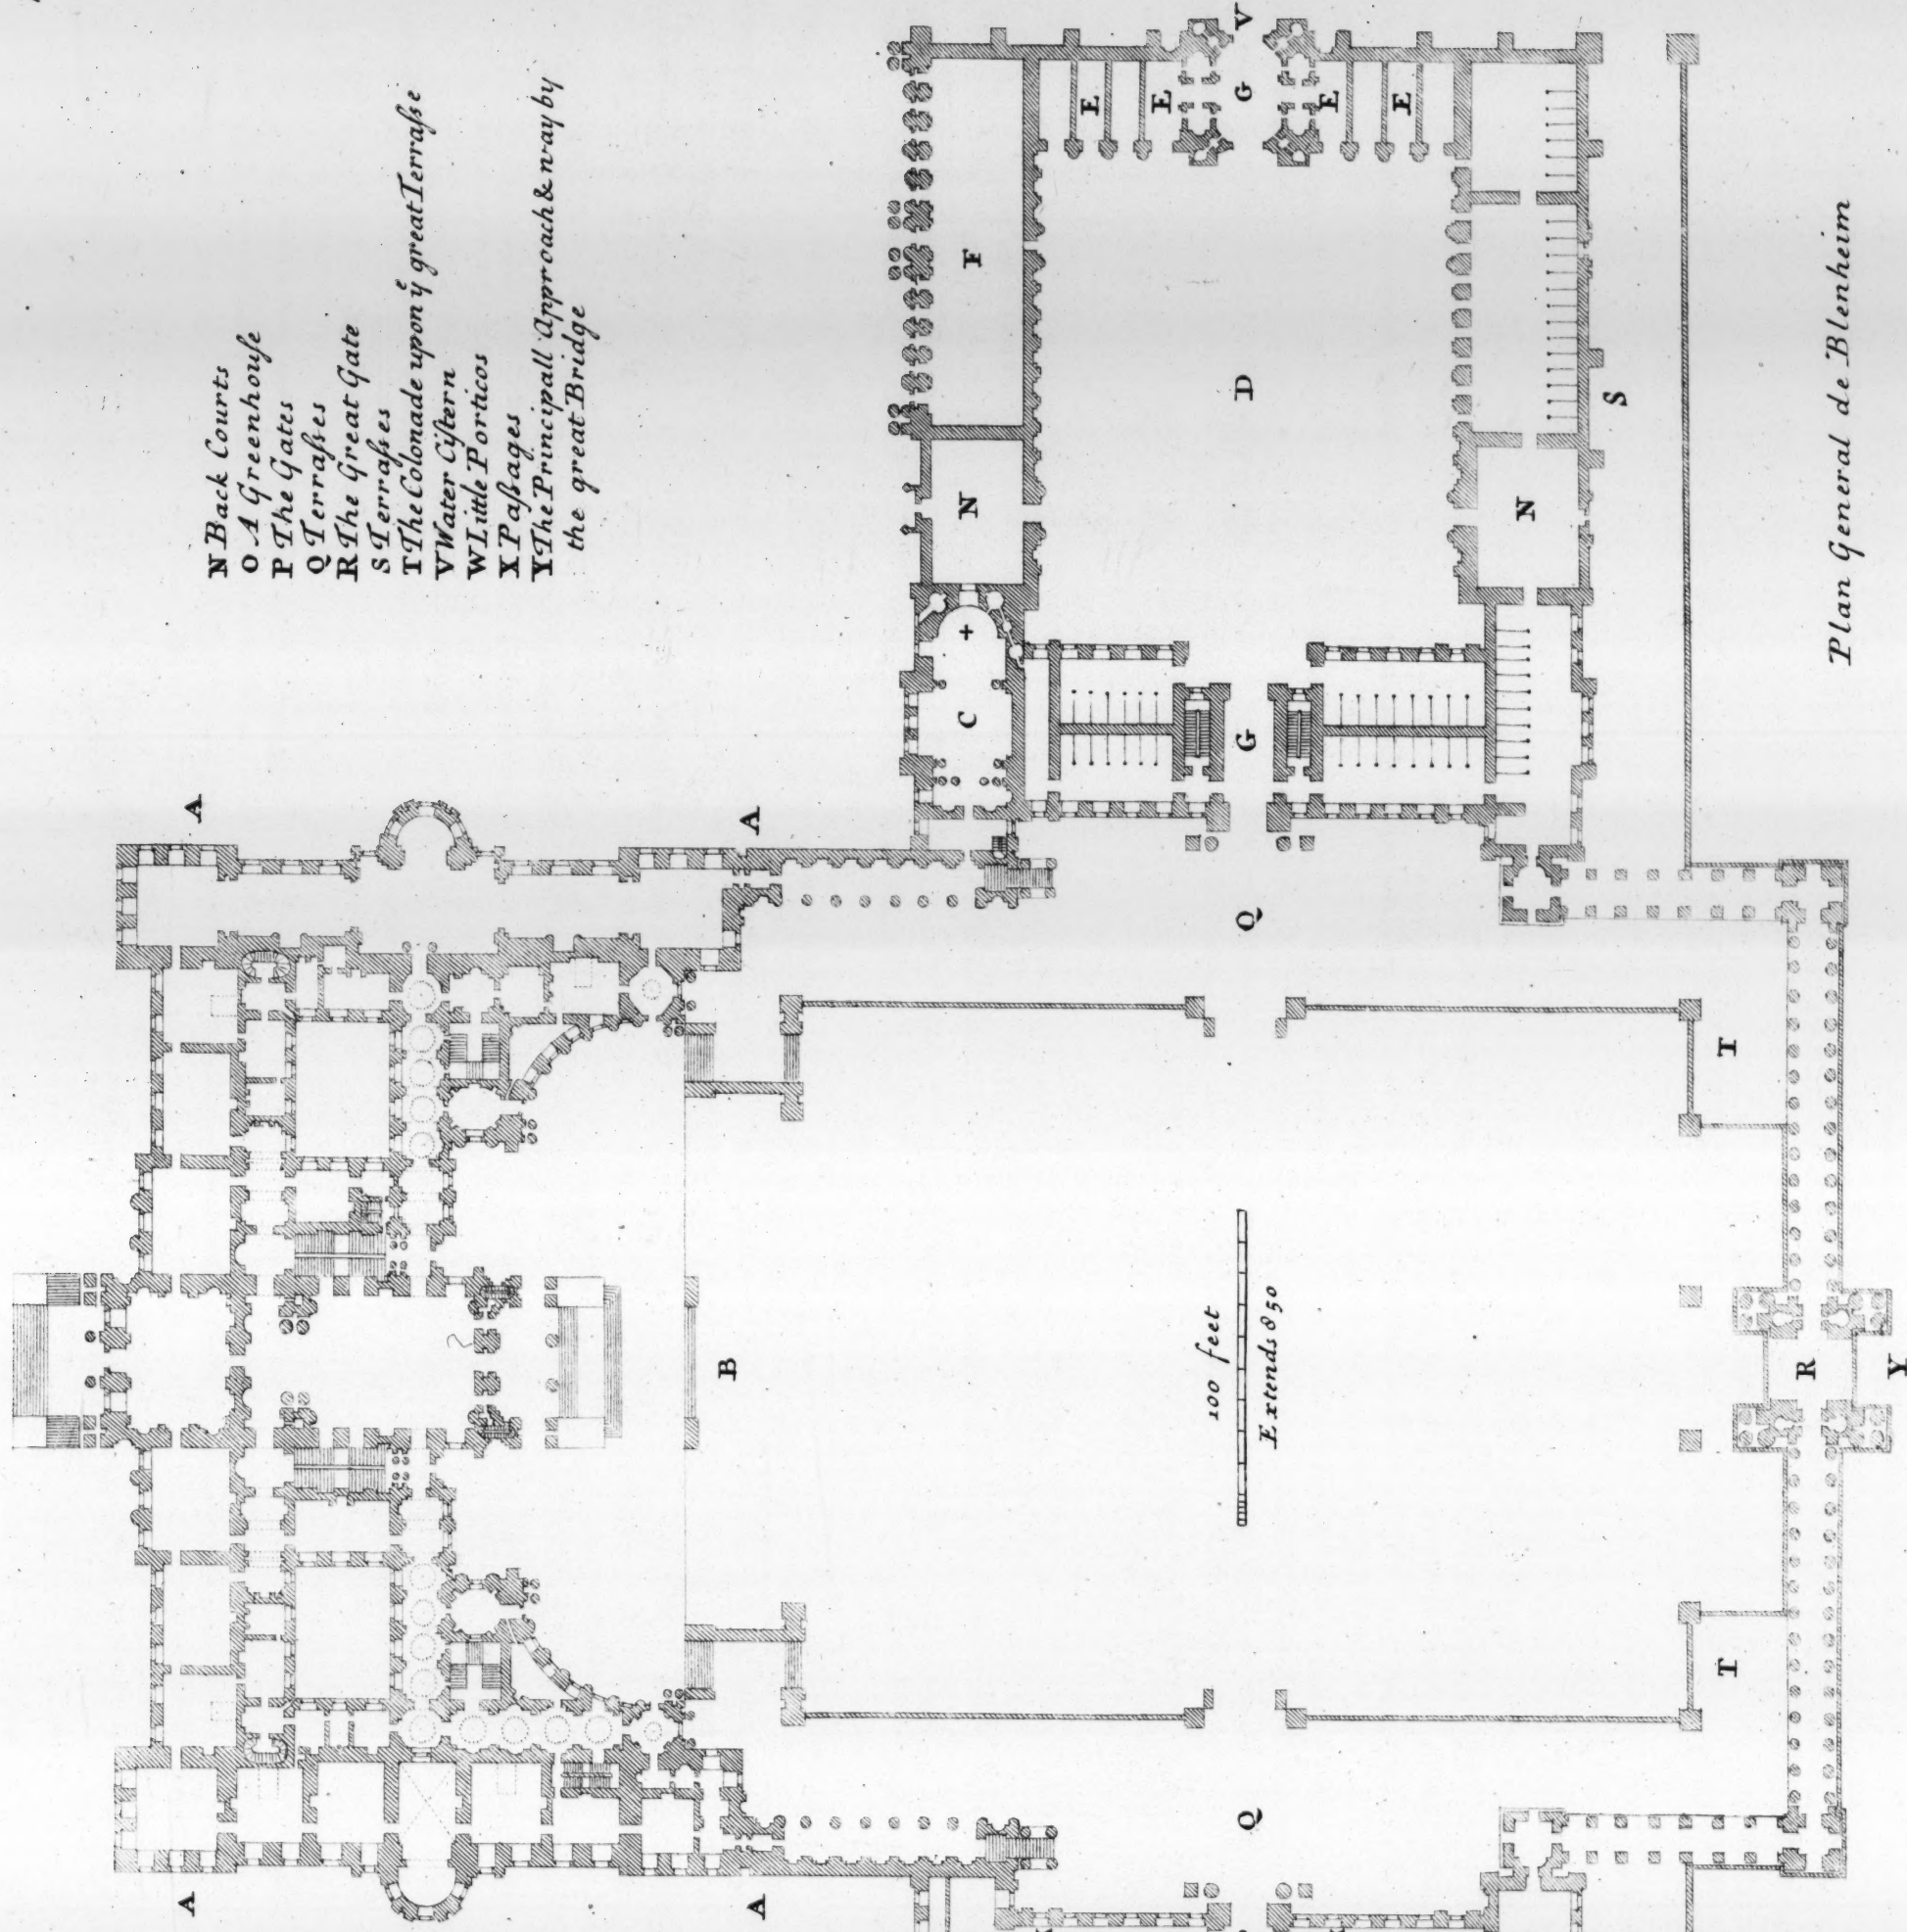 N Back Courts
O A Greenhouſe
P The Gates
Q Terraſses
R The Great Gate
S Terraſses
T The Colonade upon yͤ great Terraſse
V Water Ciſtern
W Little Porticos
X Paſsages
Y The Principall Approach & way by
the great Bridge
A
A
A
A
B
C
D
E
E
E
E
F
G
G
N
N
Q
Q
R
S
T
T
V
Y
100 feet
Extends 850
Plan General de Blenheim